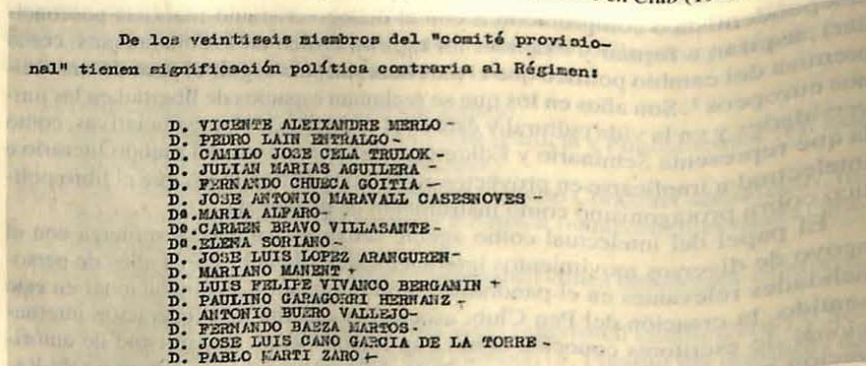 en Club (19
De los veintiseis miembros del "comité provisio-
nal" tienen significación política contraria al Régimen:
D. VICENTE ALEIXANDRE MERLO -
D. PEDRO LAIN ENTRALGO -
D. CAMILO JOSE CELA TRULOK -
D. JULIAN MARIAS AGUILERA -
D. FERNANDO CHUECA GOITIA -
D. JOSE ANTONIO MARAVALL CASESNOVES -
Dª.MARIA ALFARO-
Dª.CARMEN BRAVO VILLASANTE-
Dª.ELENA SORIANO-
D. JOSE LUIS LOPEZ ARANGUREN-
D. MARIANO MANENT +
D. LUIS FELIPE VIVANCO BERGAMIN +
D. PAULINO GARAGORRI HERNANZ -
D. ANTONIO BUERO VALLEJO-
D. FERNANDO BAEZA MARTOS -
D. JOSE LUIS CANO GARCIA DE LA TORRE -
D. PABLO MARTI ZARO +